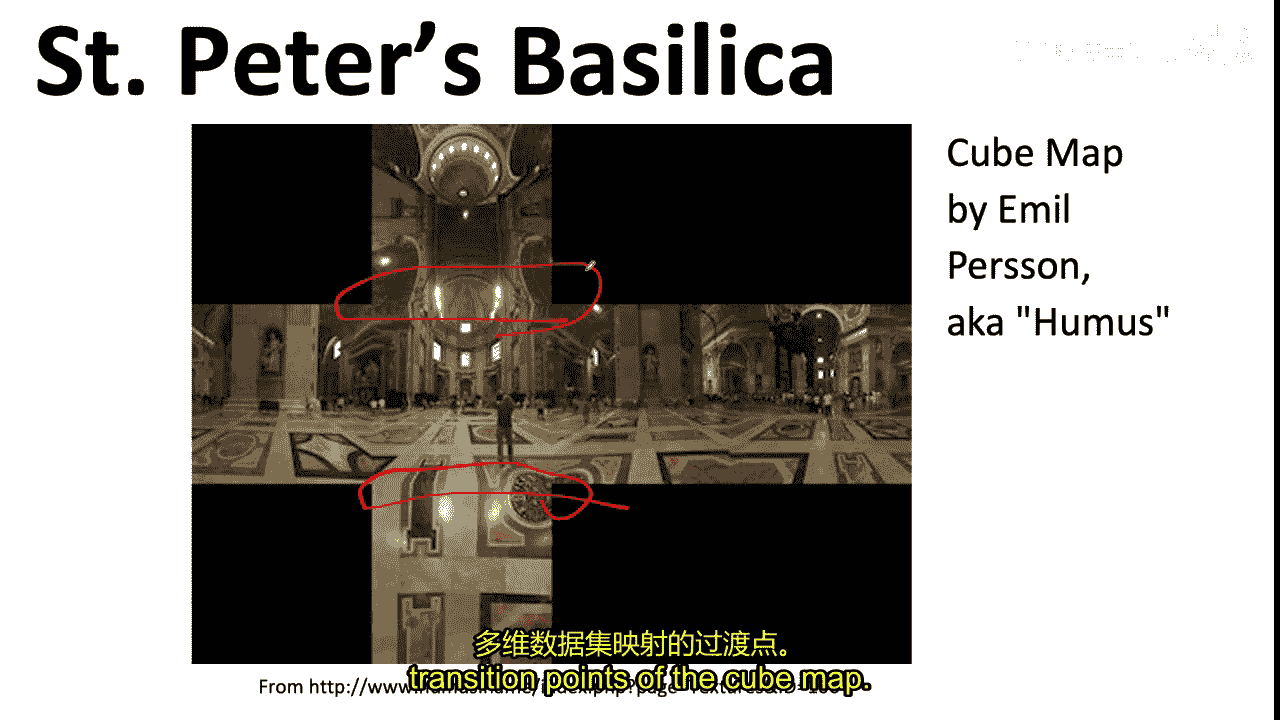 St. Peter’s Basilica
Cube Map
by Emil
Persson,
aka "Humus"
多维数据集映射的过渡点。
transition points of the cube map.
From http://www